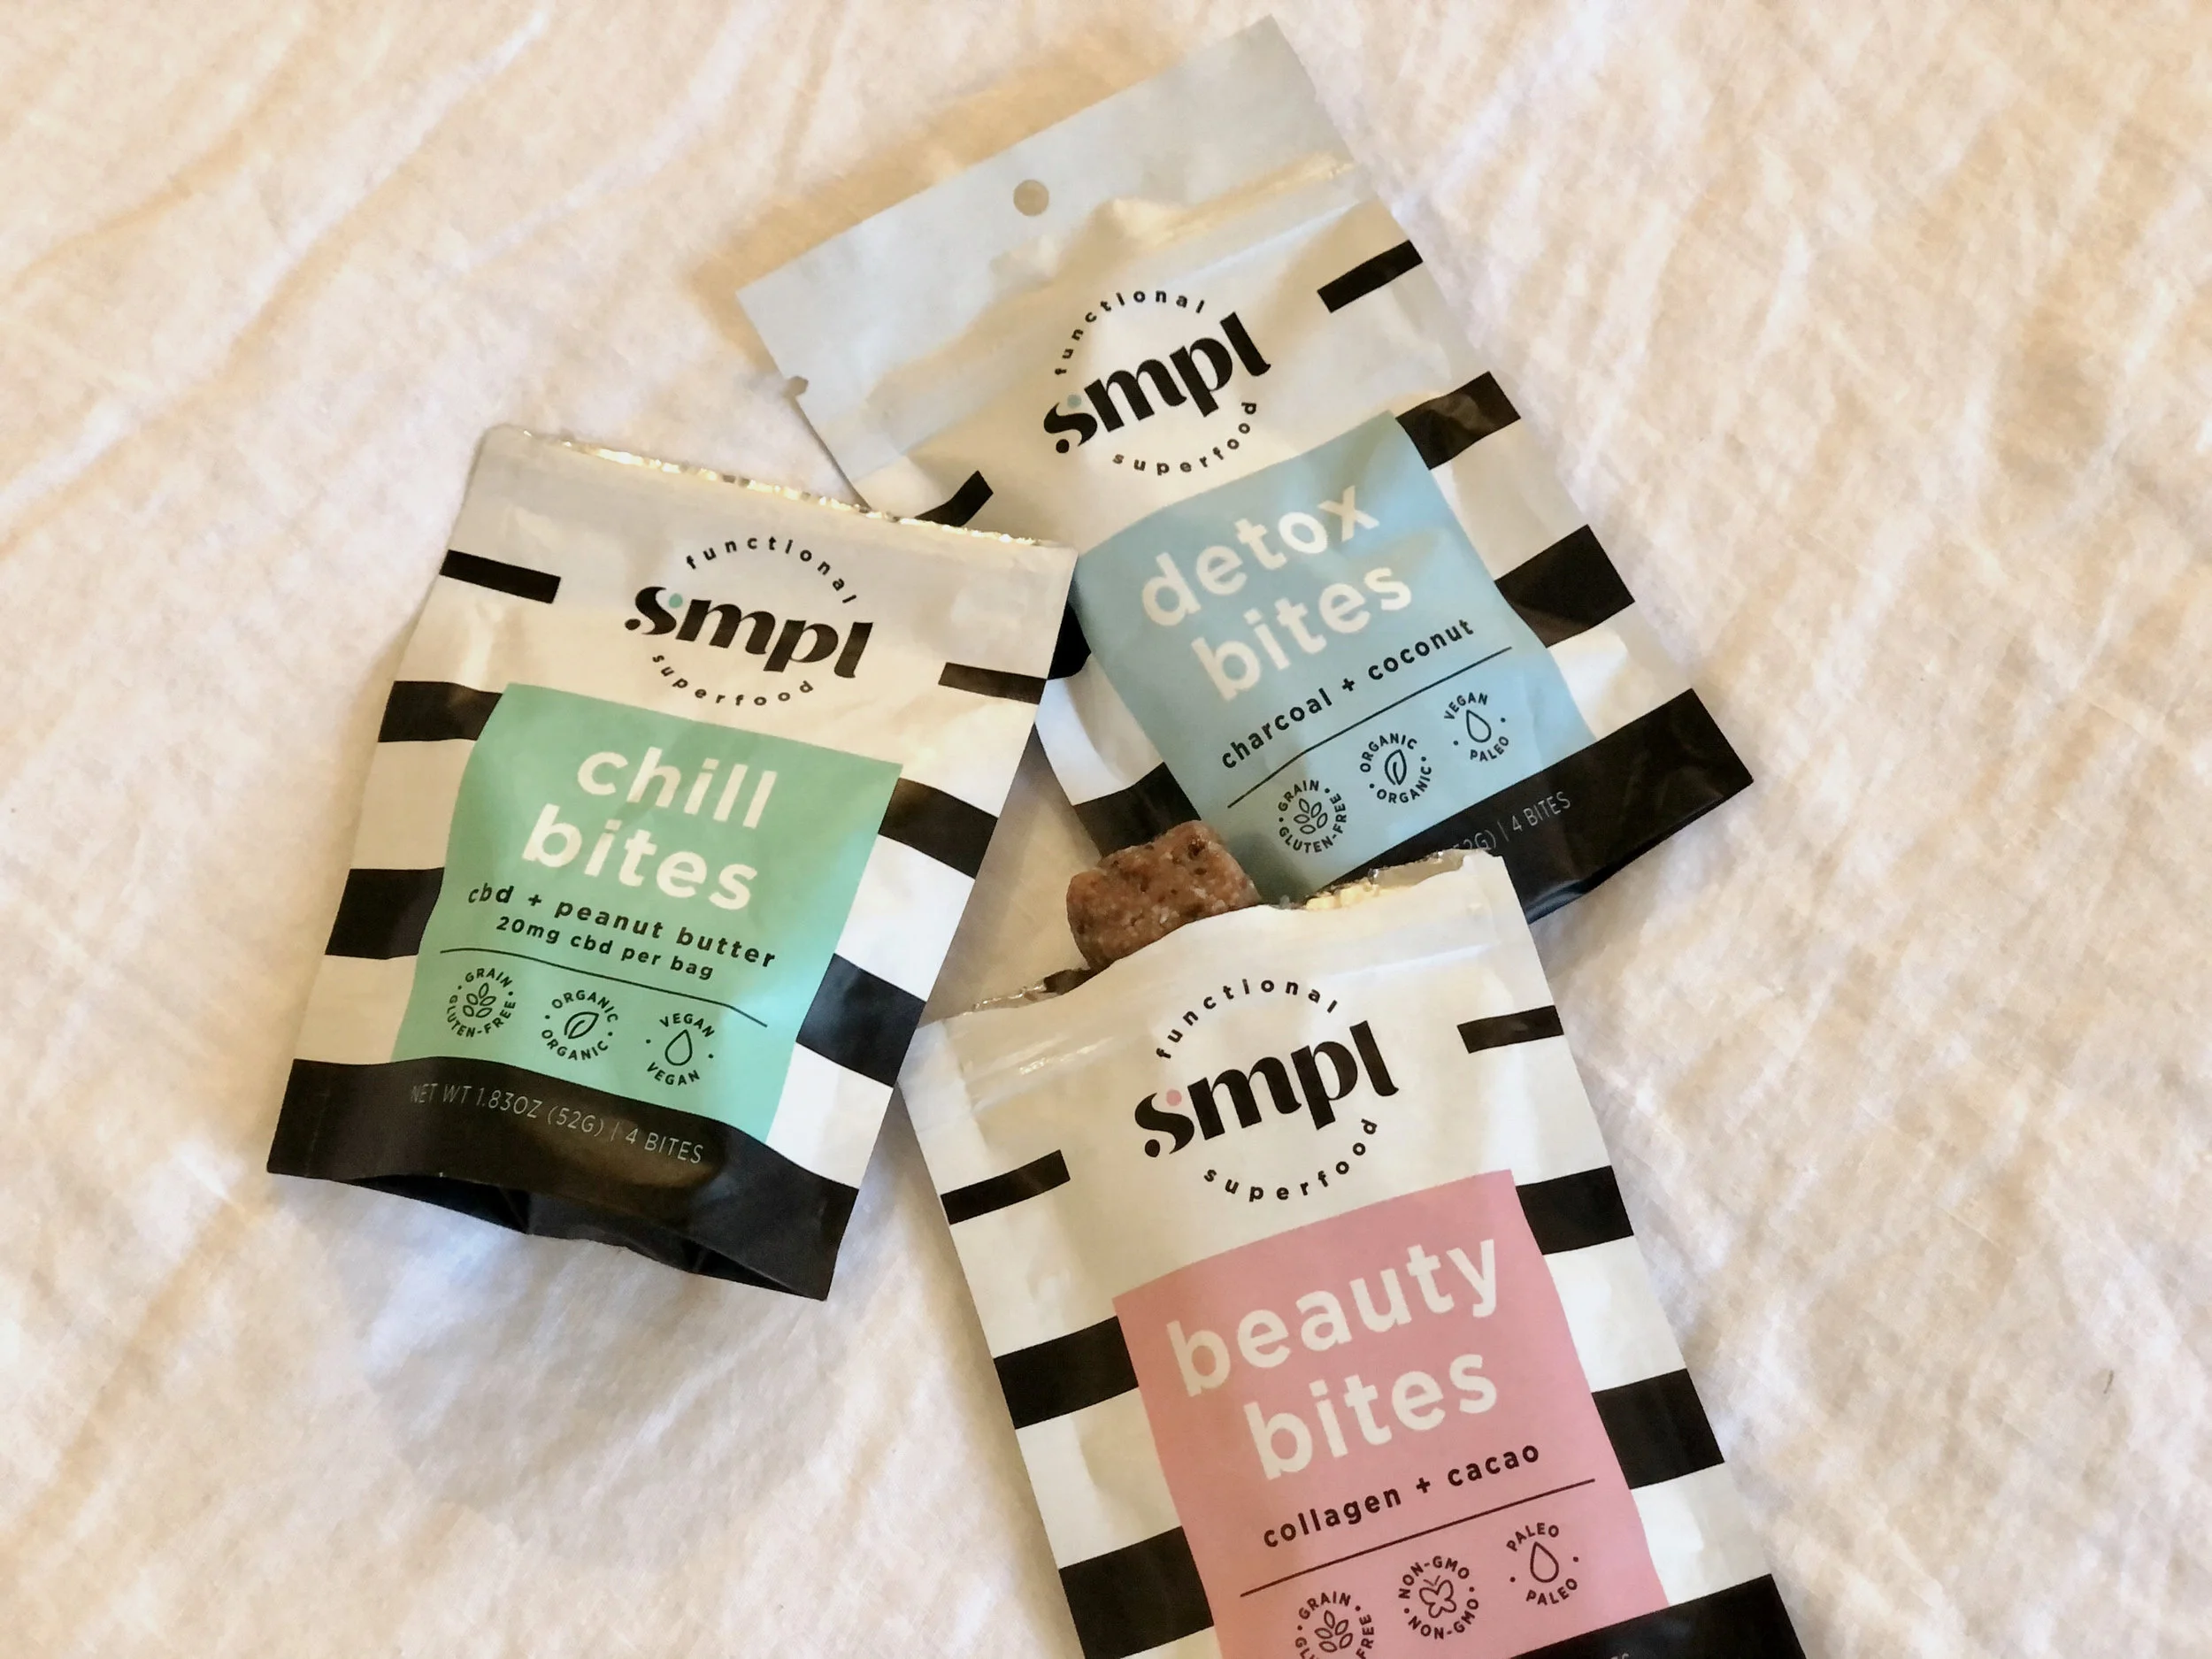 functional
smpl
superfood
detox
bites
charcoal + coconut
GRAIN • GLUTEN-FREE •
ORGANIC • ORGANIC •
VEGAN • PALEO •
52G) | 4 BITES
functional
smpl
superfood
chill
bites
cbd + peanut butter
20mg cbd per bag
GRAIN • GLUTEN-FREE •
ORGANIC • ORGANIC •
VEGAN • VEGAN •
NET WT 1.83OZ (52G) | 4 BITES
functional
smpl
superfood
beauty
bites
collagen + cacao
GRAIN • FREE
NON-GMO • NON-GMO •
PALEO • PALEO •